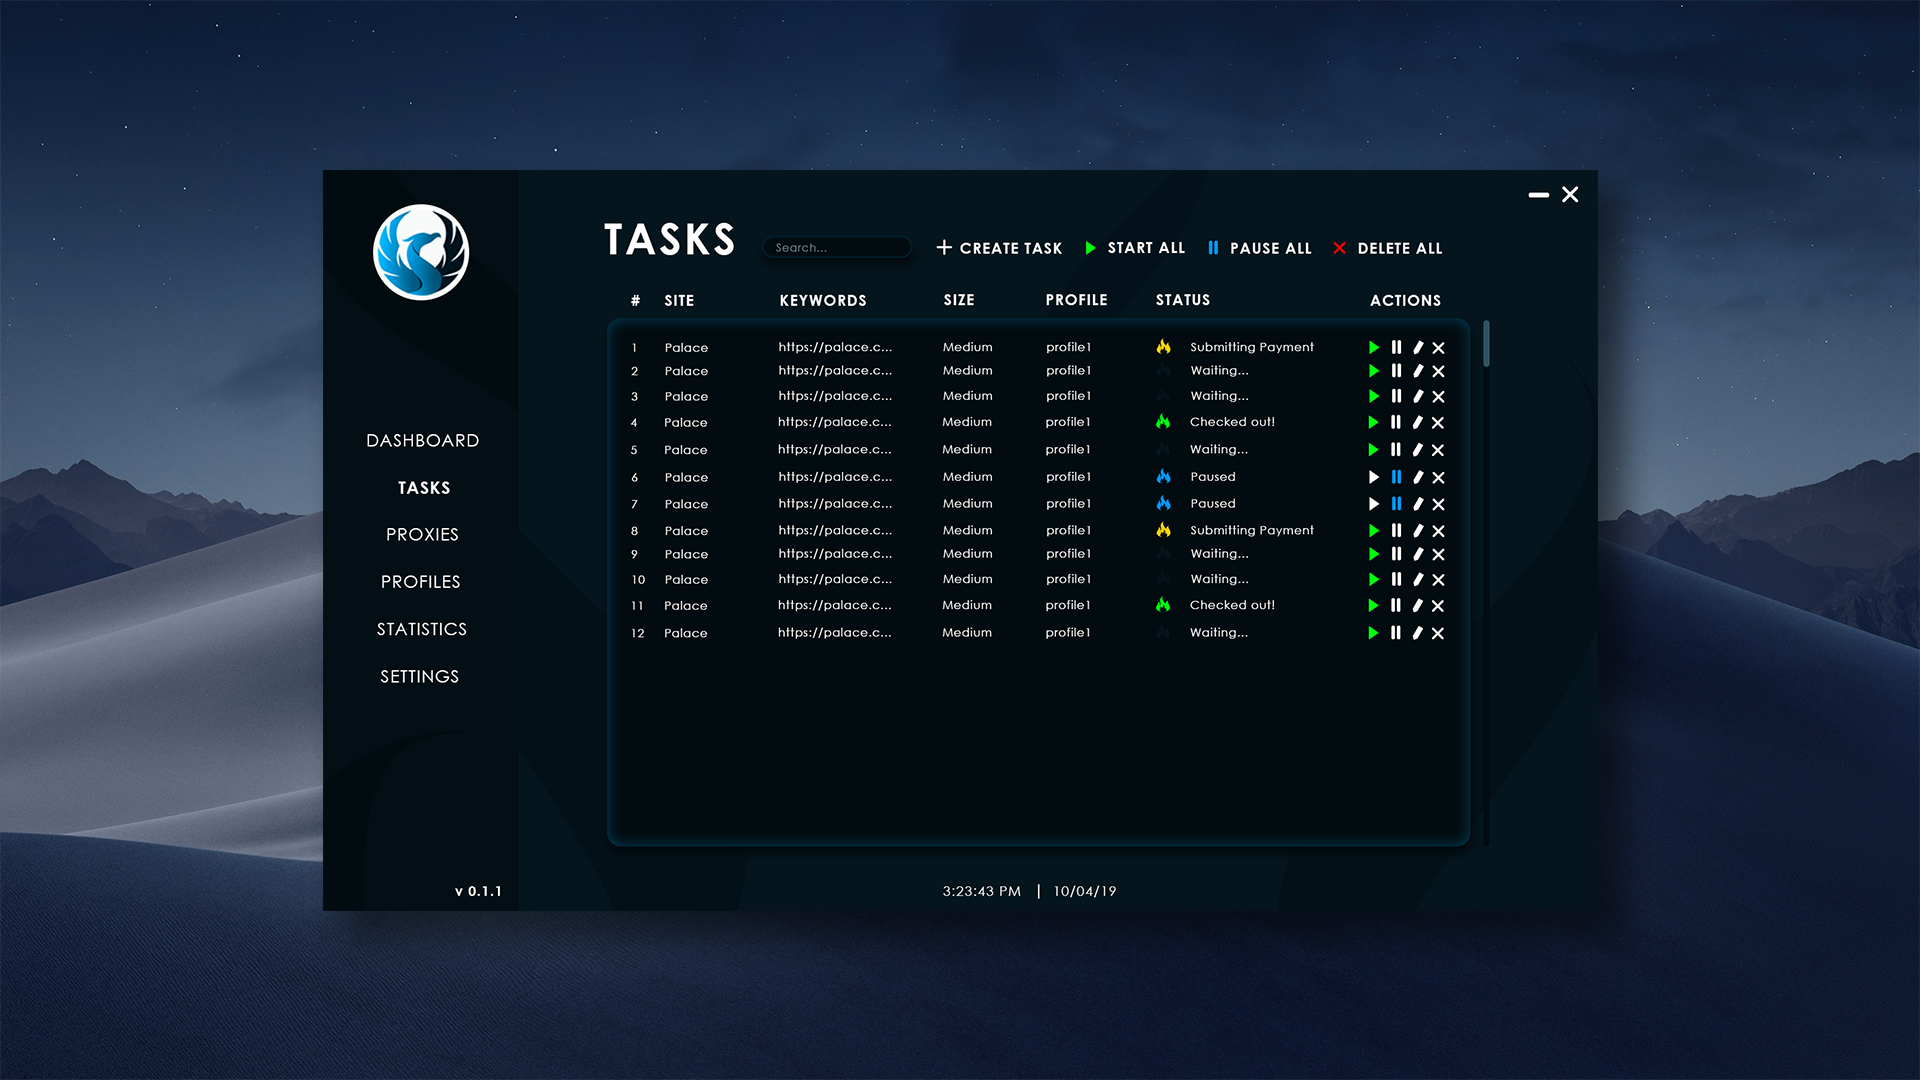 TASKS
Search...
CREATE TASK
START ALL
PAUSE ALL
DELETE ALL
# SITE KEYWORDS SIZE PROFILE STATUS ACTIONS
1 Palace https://palace.c... Medium profile1 Submitting Payment
2 Palace https://palace.c... Medium profile1 Waiting...
3 Palace https://palace.c... Medium profile1 Waiting...
4 Palace https://palace.c... Medium profile1 Checked out!
5 Palace https://palace.c... Medium profile1 Waiting...
6 Palace https://palace.c... Medium profile1 Paused
7 Palace https://palace.c... Medium profile1 Paused
8 Palace https://palace.c... Medium profile1 Submitting Payment
9 Palace https://palace.c... Medium profile1 Waiting...
10 Palace https://palace.c... Medium profile1 Waiting...
11 Palace https://palace.c... Medium profile1 Checked out!
12 Palace https://palace.c... Medium profile1 Waiting...
DASHBOARD
TASKS
PROXIES
PROFILES
STATISTICS
SETTINGS
v 0.1.1
3:23:43 PM | 10/04/19